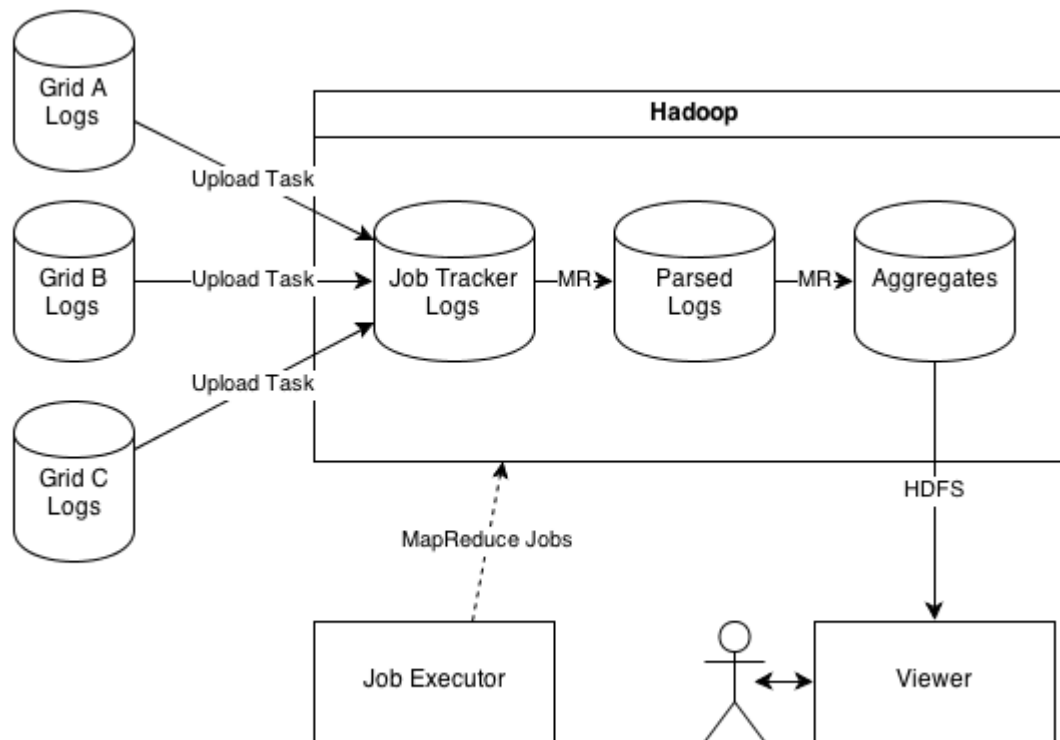 Grid A
Logs
Hadoop
Upload Task
Grid B
Logs
Upload Task
Job Tracker
Logs
MR
Parsed
Logs
MR
Aggregates
Upload Task
Grid C
Logs
HDFS
MapReduce Jobs
Job Executor
Viewer